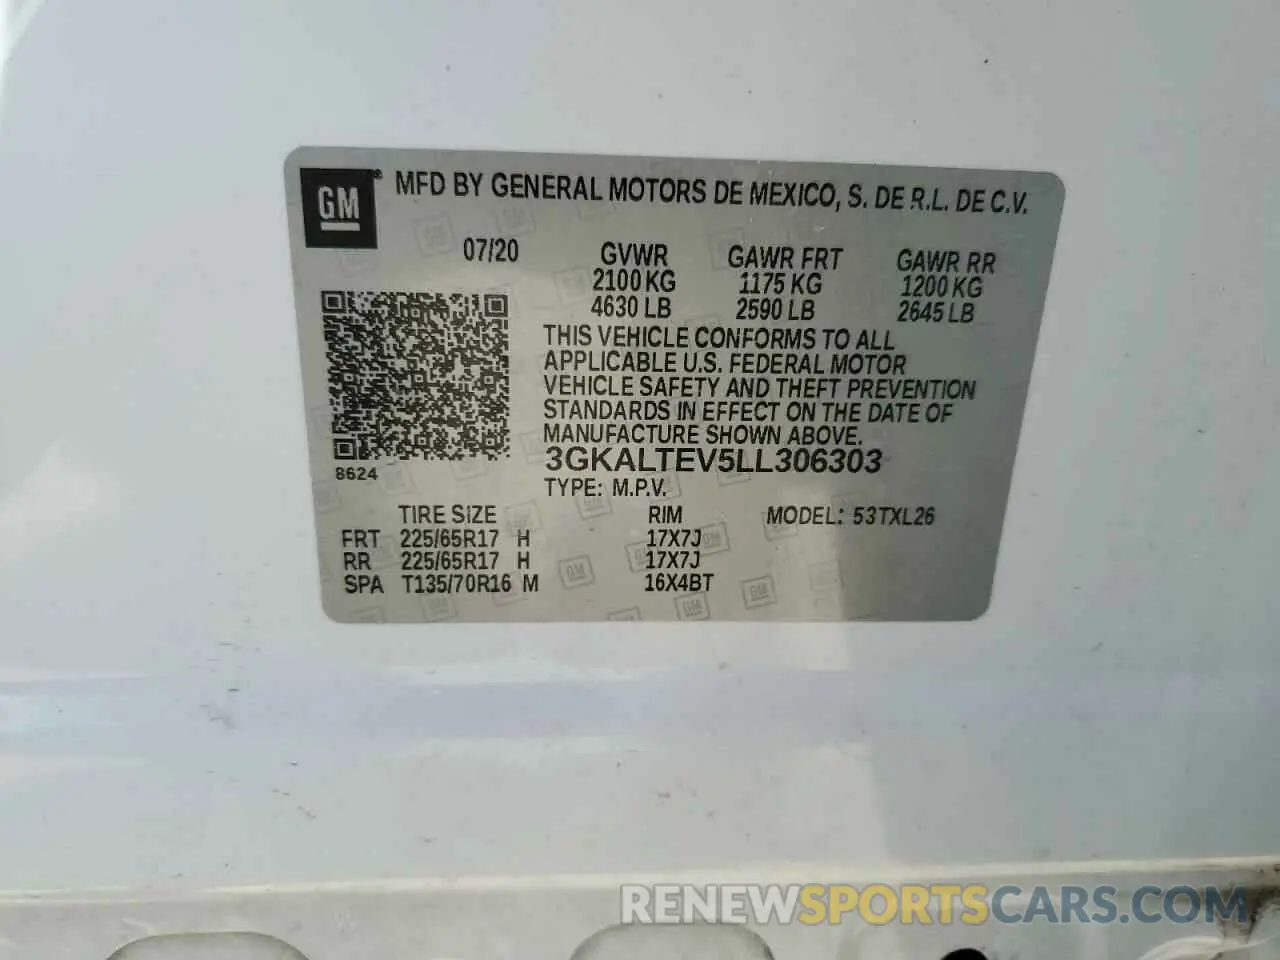 GM® MFD BY GENERAL MOTORS DE MEXICO, S. DE R.L. DE C.V.
07/20 GVWR GAWR FRT GAWR RR
2100 KG 1175 KG 1200 KG
4630 LB 2590 LB 2645 LB
THIS VEHICLE CONFORMS TO ALL
APPLICABLE U.S. FEDERAL MOTOR
VEHICLE SAFETY AND THEFT PREVENTION
STANDARDS IN EFFECT ON THE DATE OF
MANUFACTURE SHOWN ABOVE.
3GKALTEV5LL306303
8624
TYPE: M.P.V.
TIRE SIZE RIM MODEL: 53TXL26
FRT 225/65R17 H 17X7J
RR 225/65R17 H 17X7J
SPA T135/70R16 M 16X4BT
RENEWSPORTSCARS.COM